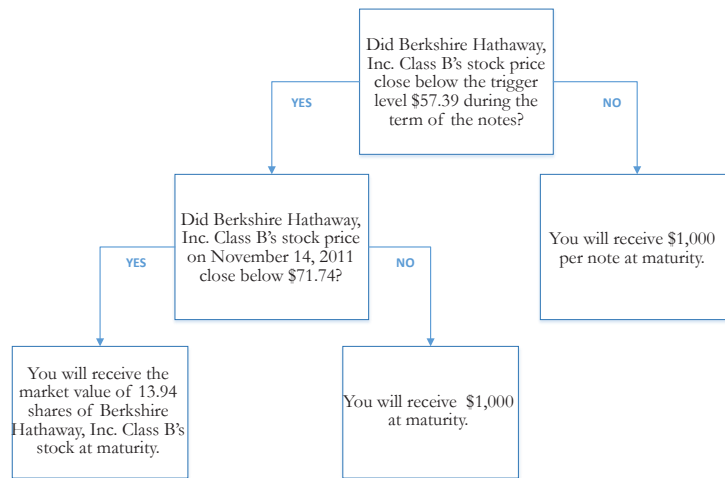 Did Berkshire Hathaway,
Inc. Class B's stock price
close below the trigger
level $57.39 during the
term of the notes?
YES
NO
Did Berkshire Hathaway,
Inc. Class B's stock price
on November 14, 2011
close below $71.74?
You will receive $1,000
per note at maturity.
YES
NO
You will receive the
market value of 13.94
shares of Berkshire
Hathaway, Inc. Class B's
stock at maturity.
You will receive $1,000
at maturity.